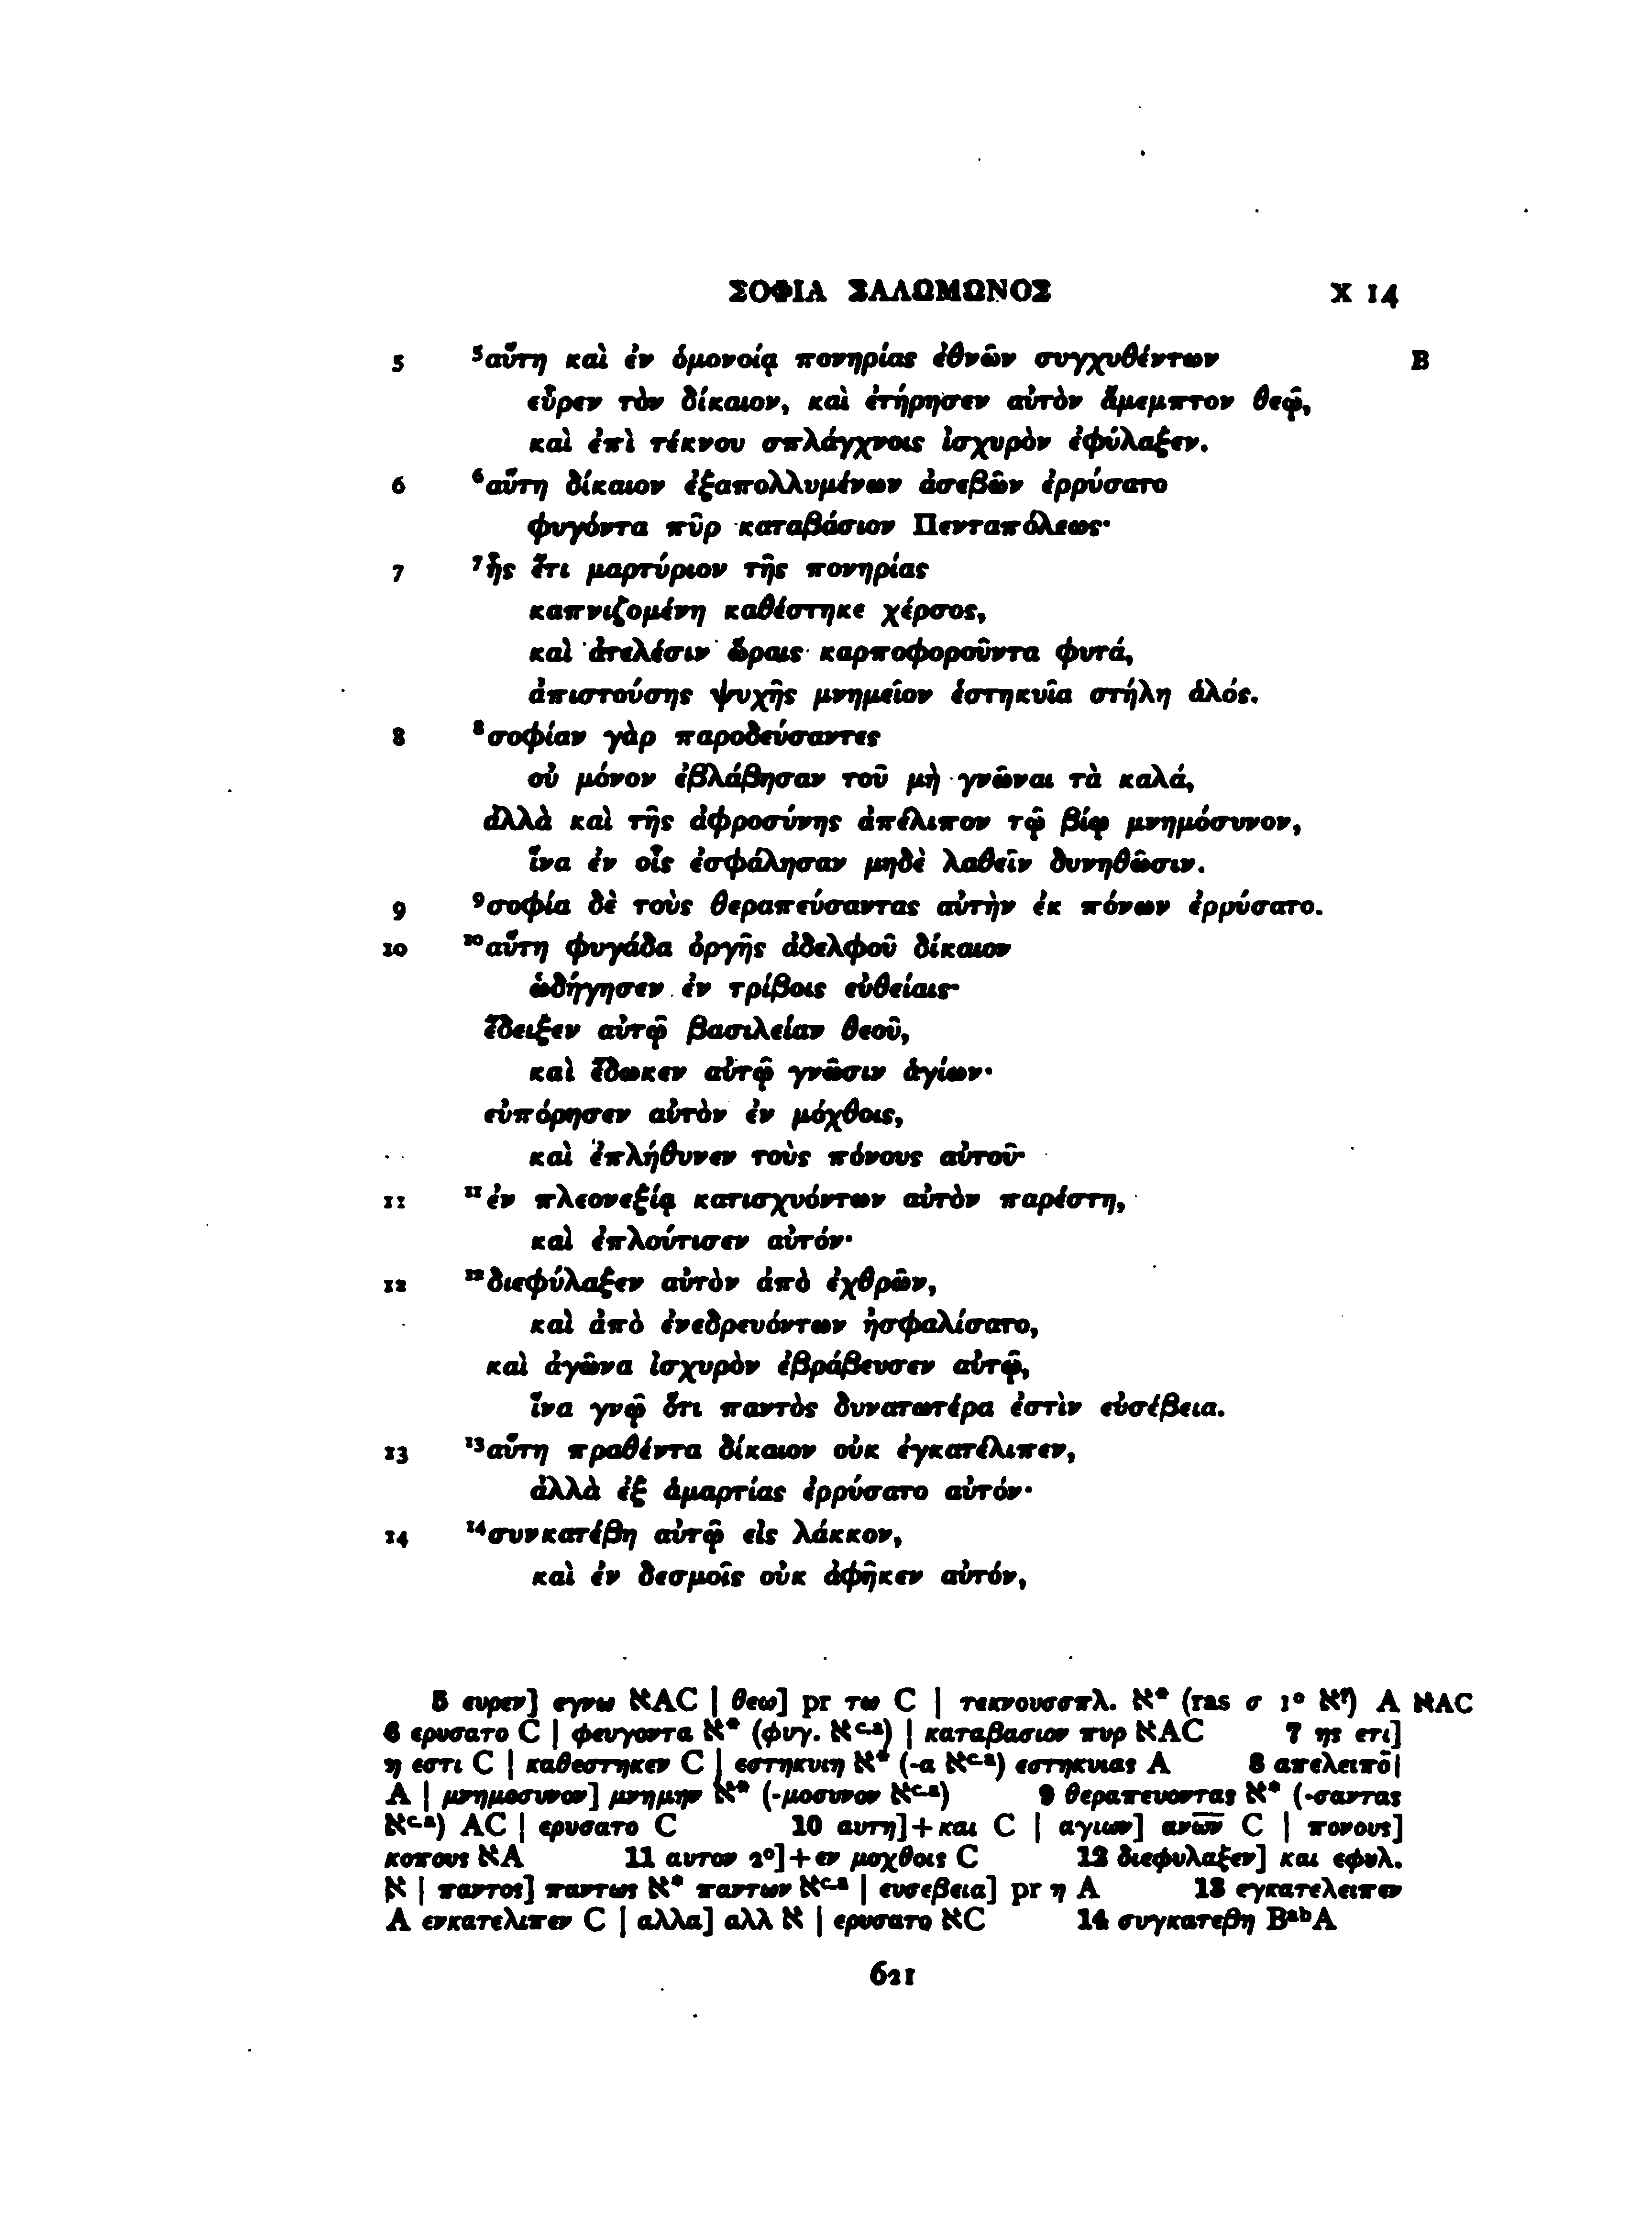 ΣΟΦΙΑ ΣΑΛΩΜΩΝΟΣ X 14
5 ⁵αὕτη καὶ ἐν ὁμονοίᾳ πονηρίας ἐθνῶν συγχυθέντων B
εὗρεν τὸν δίκαιον, καὶ ἐτήρησεν αὐτὸν ἄμεμπτον θεῷ,
καὶ ἐπὶ τέκνου σπλάγχνοις ἰσχυρὸν ἐφύλαξεν.
6 ⁶αὕτη δίκαιον ἐξαπολλυμένων ἀσεβῶν ἐρρύσατο
φυγόντα πῦρ καταβάσιον Πενταπόλεως·
7 ⁷ἧς ἔτι μαρτύριον τῆς πονηρίας
καπνιζομένη καθέστηκε χέρσος,
καὶ ἀτελέσιν ὥραις καρποφοροῦντα φυτά,
ἀπιστούσης ψυχῆς μνημεῖον ἑστηκυῖα στήλη ἁλός.
8 ⁸σοφίαν γὰρ παροδεύσαντες
οὐ μόνον ἐβλάβησαν τοῦ μὴ γνῶναι τὰ καλά,
ἀλλὰ καὶ τῆς ἀφροσύνης ἀπέλιπον τῷ βίῳ μνημόσυνον,
ἵνα ἐν οἷς ἐσφάλησαν μηδὲ λαθεῖν δυνηθῶσιν.
9 ⁹σοφία δὲ τοὺς θεραπεύσαντας αὐτὴν ἐκ πόνων ἐρρύσατο.
10 ¹⁰αὕτη φυγάδα ὀργῆς ἀδελφοῦ δίκαιον
ὡδήγησεν ἐν τρίβοις εὐθείαις·
ἔδειξεν αὐτῷ βασιλείαν θεοῦ,
καὶ ἔδωκεν αὐτῷ γνῶσιν ἁγίων·
εὐπόρησεν αὐτὸν ἐν μόχθοις,
καὶ ἐπλήθυνεν τοὺς πόνους αὐτοῦ·
11 ¹¹ἐν πλεονεξίᾳ κατισχυόντων αὐτὸν παρέστη,
καὶ ἐπλούτισεν αὐτόν·
12 ¹²διεφύλαξεν αὐτὸν ἀπὸ ἐχθρῶν,
καὶ ἀπὸ ἐνεδρευόντων ἠσφαλίσατο,
καὶ ἀγῶνα ἰσχυρὸν ἐβράβευσεν αὐτῷ,
ἵνα γνῷ ὅτι παντὸς δυνατωτέρα ἐστὶν εὐσέβεια.
13 ¹³αὕτη πραθέντα δίκαιον οὐκ ἐγκατέλιπεν,
ἀλλὰ ἐξ ἁμαρτίας ἐρρύσατο αὐτόν·
14 ¹⁴συνκατέβη αὐτῷ εἰς λάκκον,
καὶ ἐν δεσμοῖς οὐκ ἀφῆκεν αὐτόν,
5 ευρεν] εγνω אAC | θεω] pr τω C | τεκνουσσπλ. א* (ras σ 1º א?) A אAC
6 ερυσατο C | φευγοντα א* (φυγ. אᶜ·ᵃ) | καταβασιον πυρ אAC 7 ης ετι]
η εστι C | καθεστηκεν C | εστηκυιη א* (-α אᶜ·ᵃ) εστηκυιας A 8 απελειπο̄|
A | μνημοσυνον] μνημην א* (-μοσυνον אᶜ·ᵃ) 9 θεραπευοντας א* (-σαντας
אᶜ·ᵃ) AC | ερυσατο C 10 αυτη]+και C | αγιων] ανω̅ν̅ C | πονους]
κοπους אA 11 αυτον 2º]+εν μοχθοις C 12 διεφυλαξεν] και εφυλ.
א | παντος] παντως א* παντων אᶜ·ᵃ | ευσεβεια] pr η A 13 εγκατελειπεν
A ενκατελιπεν C | αλλα] αλλ א | ερυσατο אC 14 συγκατεβη BᵃᵇA
621